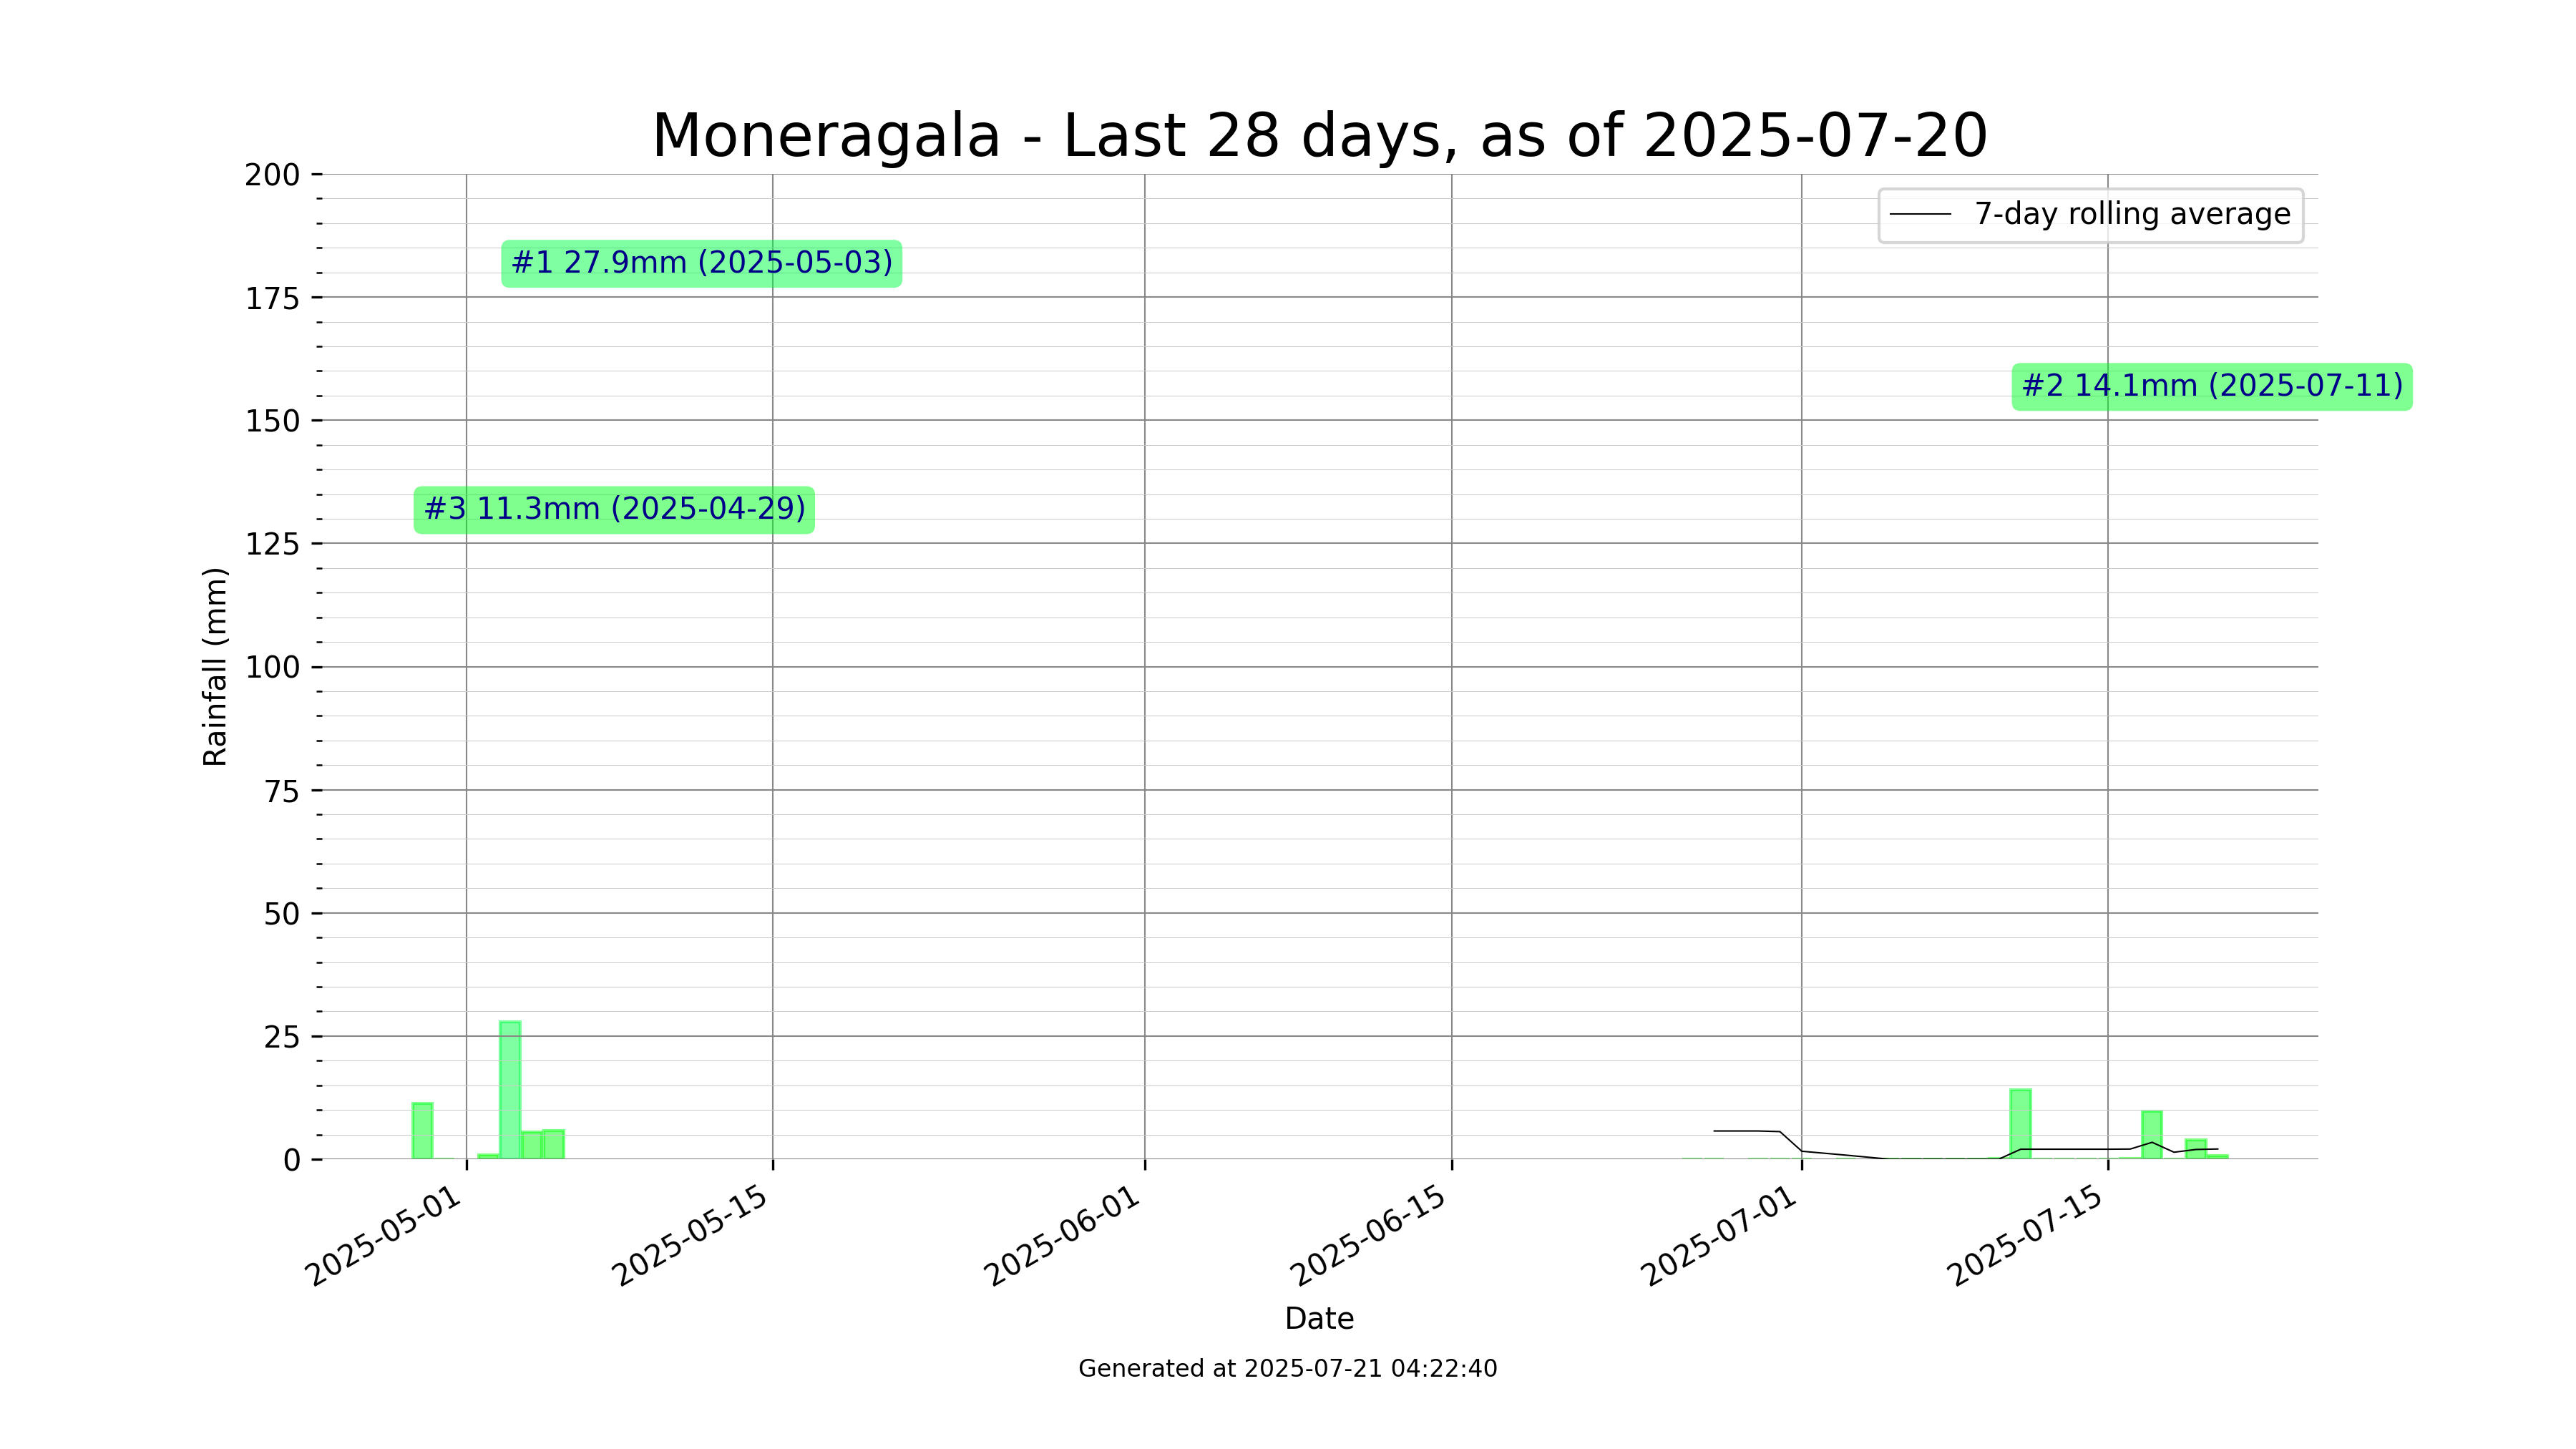 Moneragala - Last 28 days, as of 2025-07-20
200
7-day rolling average
#1 27.9mm (2025-05-03)
175
#2 14.1mm (2025-07-11)
150
#3 11.3mm (2025-04-29)
125
Rainfall (mm)
100
75
50
25
0
2025-05-01
2025-05-15
2025-06-01
2025-06-15
2025-07-01
2025-07-15
Date
Generated at 2025-07-21 04:22:40